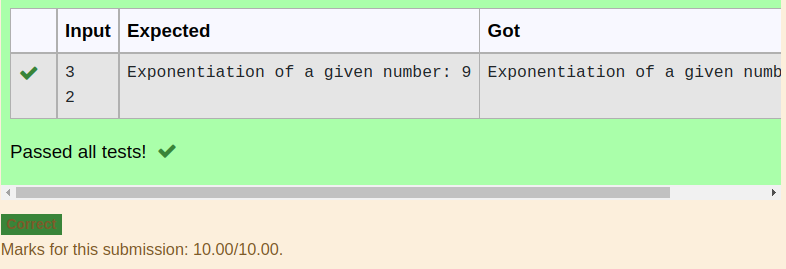 Input Expected Got
3 Exponentiation of a given number: 9 Exponentiation of a given numb
2
Passed all tests!
Correct
Marks for this submission: 10.00/10.00.